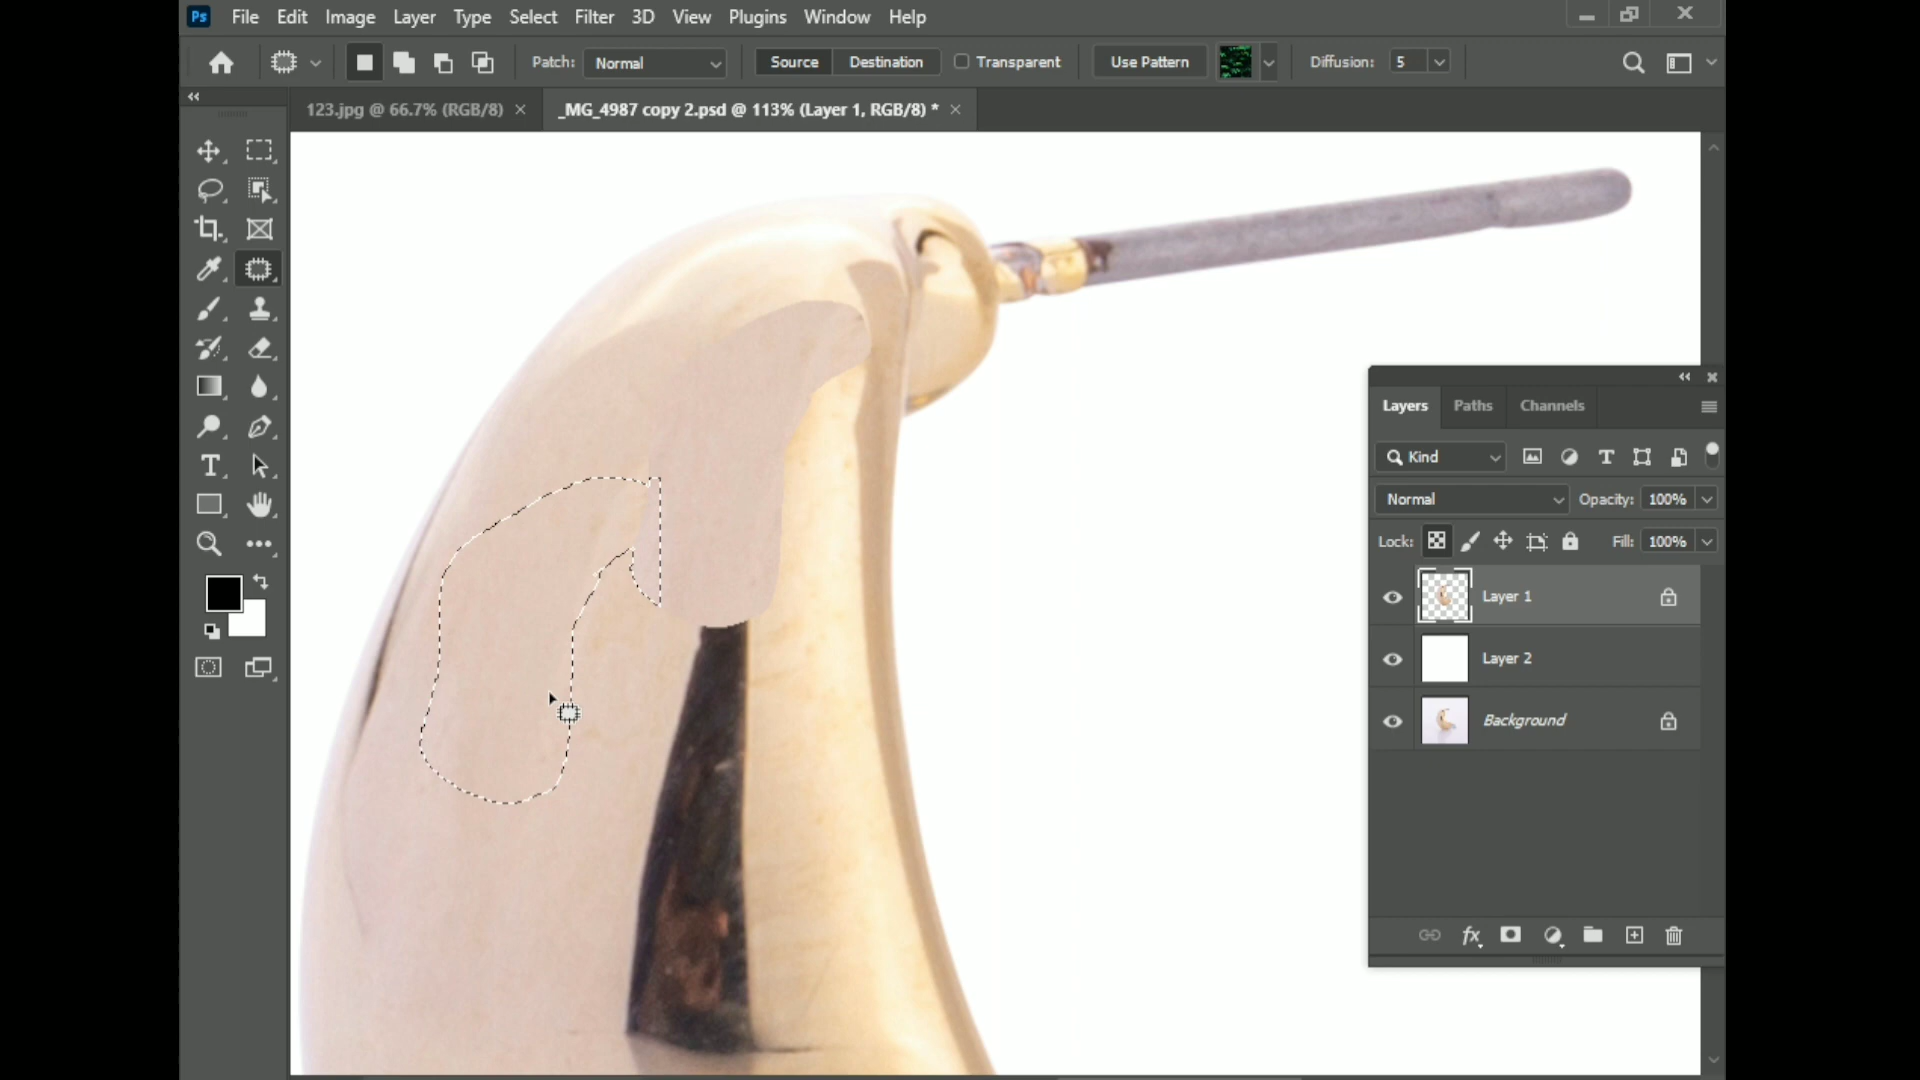 Ps File Edit Image Layer Type Select Filter 3D View Plugins Window Help
Patch: Normal Source Destination Transparent Use Pattern Diffusion: 5
123.jpg @ 66.7% (RGB/8) _MG_4987 copy 2.psd @ 113% (Layer 1, RGB/8) *
Layers Paths Channels
Kind
Normal Opacity: 100%
Lock: Fill: 100%
Layer 1
Layer 2
Background